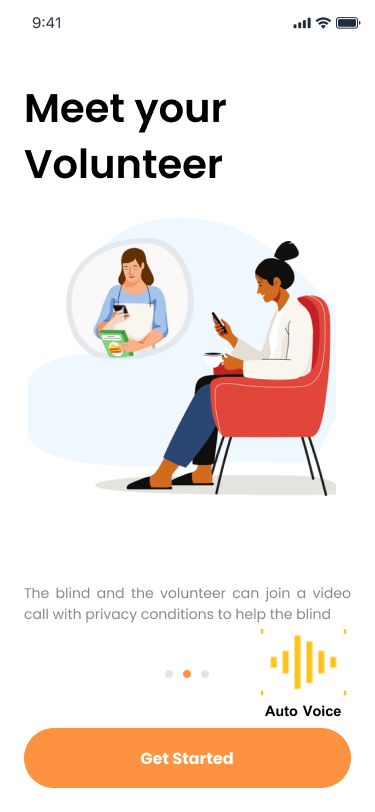 9:41
Meet your
Volunteer
The blind and the volunteer can join a video
call with privacy conditions to help the blind
Auto Voice
Get Started